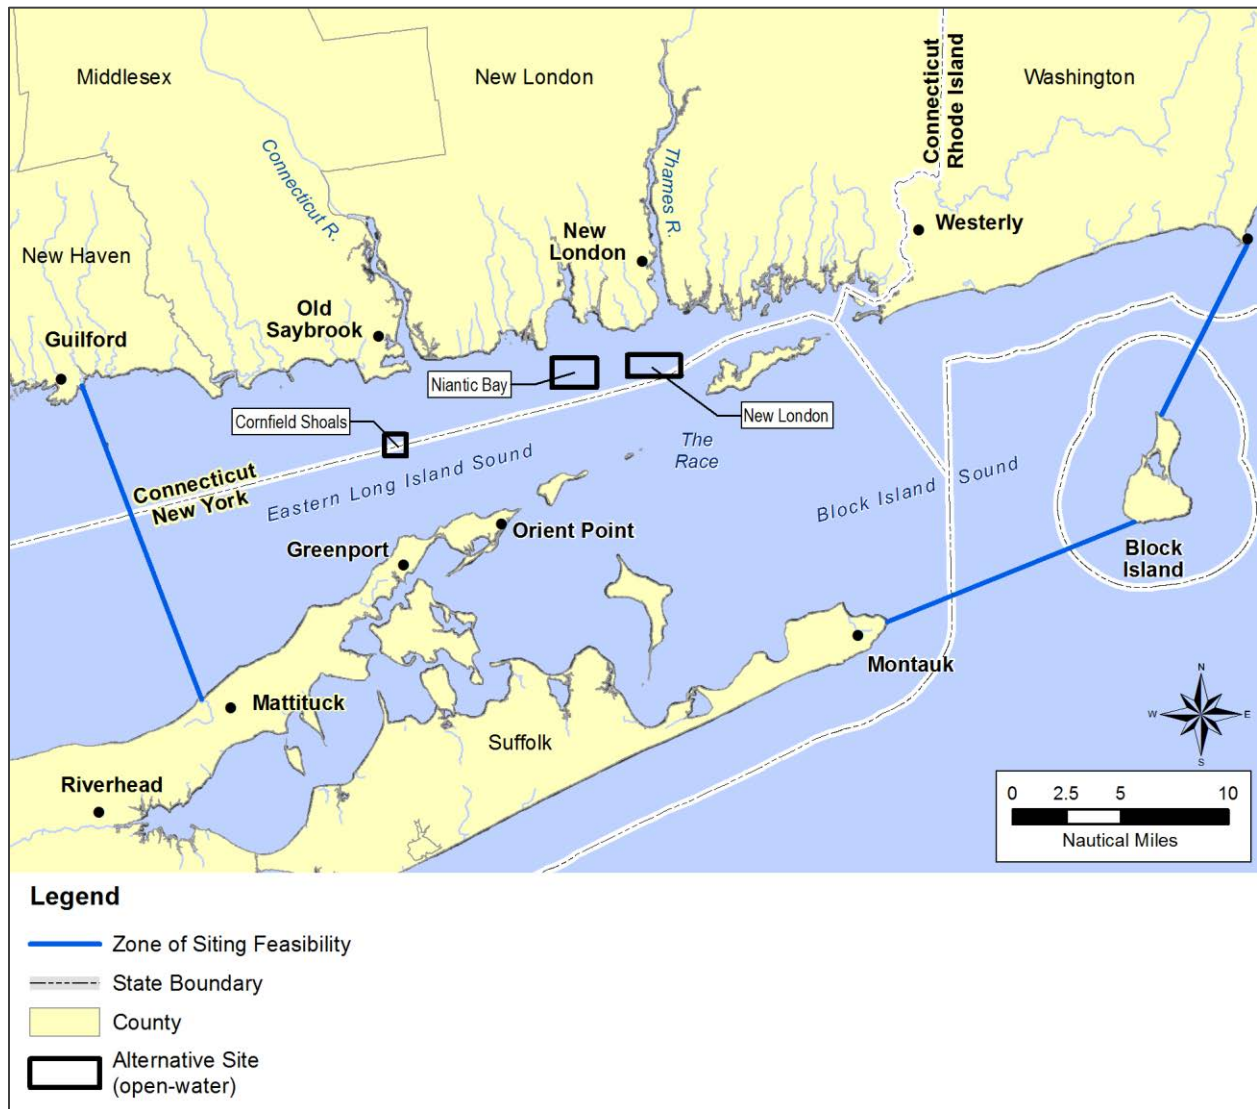 Middlesex
New London
Washington
Connecticut
Rhode Island
Connecticut R.
Thames R.
New Haven
Westerly
New
London
Old
Saybrook
Guilford
Niantic Bay
New London
Cornfield Shoals
The
Race
Connecticut
New York
Eastern Long Island Sound
Block Island Sound
Orient Point
Greenport
Block
Island
Montauk
Mattituck
Suffolk
Riverhead
N
W
E
S
0 2.5 5 10
Nautical Miles
Legend
Zone of Siting Feasibility
State Boundary
County
Alternative Site
(open-water)